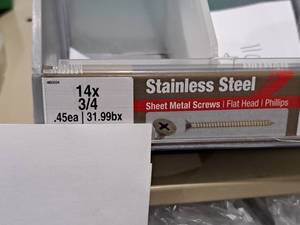 14x
3/4
.45ea | 31.99bx
Stainless Steel
Sheet Metal Screws | Flat Head | Phillips